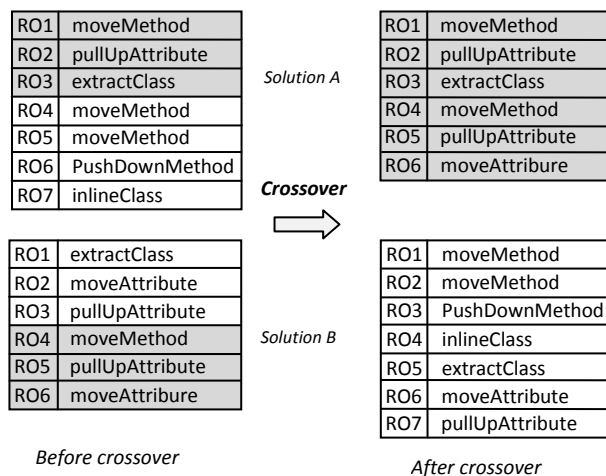 RO1 moveMethod
RO2 pullUpAttribute
RO3 extractClass
RO4 moveMethod
RO5 moveMethod
RO6 PushDownMethod
RO7 inlineClass
Solution A
RO1 moveMethod
RO2 pullUpAttribute
RO3 extractClass
RO4 moveMethod
RO5 pullUpAttribute
RO6 moveAttribure
Crossover
RO1 extractClass
RO2 moveAttribute
RO3 pullUpAttribute
RO4 moveMethod
RO5 pullUpAttribute
RO6 moveAttribure
Solution B
RO1 moveMethod
RO2 moveMethod
RO3 PushDownMethod
RO4 inlineClass
RO5 extractClass
RO6 moveAttribute
RO7 pullUpAttribute
Before crossover
After crossover